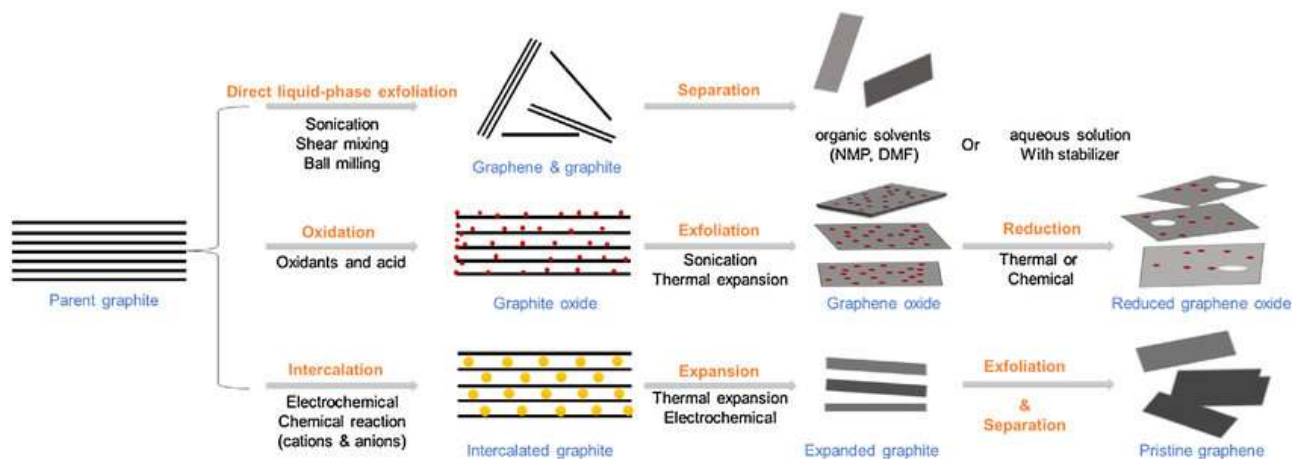 Direct liquid-phase exfoliation
Sonication
Shear mixing
Ball milling
Graphene & graphite
Separation
organic solvents
(NMP, DMF)
Or
aqueous solution
With stabilizer
Parent graphite
Oxidation
Oxidants and acid
Graphite oxide
Exfoliation
Sonication
Thermal expansion
Graphene oxide
Reduction
Thermal or
Chemical
Reduced graphene oxide
Intercalation
Electrochemical
Chemical reaction
(cations & anions)
Intercalated graphite
Expansion
Thermal expansion
Electrochemical
Expanded graphite
Exfoliation
&
Separation
Pristine graphene